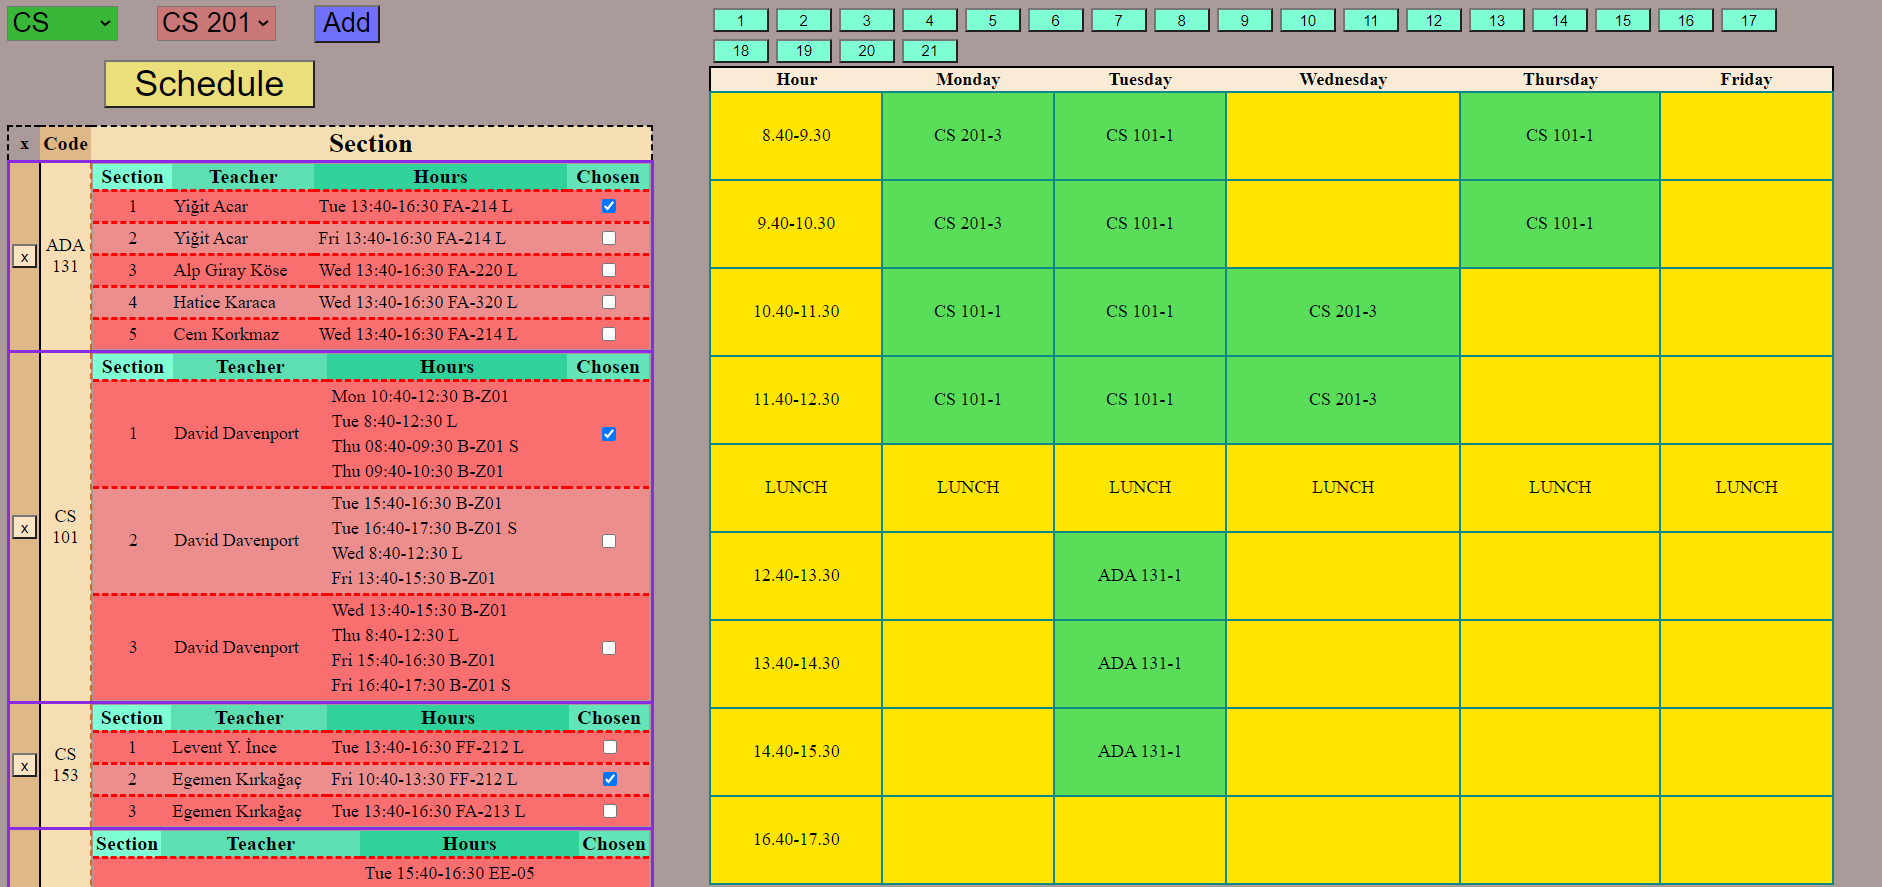 CS CS 201 Add
Schedule
x Code Section
ADA 131
x
Section Teacher Hours Chosen
1 Yiğit Acar Tue 13:40-16:30 FA-214 L
2 Yiğit Acar Fri 13:40-16:30 FA-214 L
3 Alp Giray Köse Wed 13:40-16:30 FA-220 L
4 Hatice Karaca Wed 13:40-16:30 FA-320 L
5 Cem Korkmaz Wed 13:40-16:30 FA-214 L
x
CS 101
Section Teacher Hours Chosen
1 David Davenport Mon 10:40-12:30 B-Z01
Tue 8:40-12:30 L
Thu 08:40-09:30 B-Z01 S
Thu 09:40-10:30 B-Z01
2 David Davenport Tue 15:40-16:30 B-Z01
Tue 16:40-17:30 B-Z01 S
Wed 8:40-12:30 L
Fri 13:40-15:30 B-Z01
3 David Davenport Wed 13:40-15:30 B-Z01
Thu 8:40-12:30 L
Fri 15:40-16:30 B-Z01
Fri 16:40-17:30 B-Z01 S
x
CS 153
Section Teacher Hours Chosen
1 Levent Y. İnce Tue 13:40-16:30 FF-212 L
2 Egemen Kırkağaç Fri 10:40-13:30 FF-212 L
3 Egemen Kırkağaç Tue 13:40-16:30 FA-213 L
Section Teacher Hours Chosen
Tue 15:40-16:30 EE-05
1 2 3 4 5 6 7 8 9 10 11 12 13 14 15 16 17
18 19 20 21
Hour Monday Tuesday Wednesday Thursday Friday
8.40-9.30 CS 201-3 CS 101-1 CS 101-1
9.40-10.30 CS 201-3 CS 101-1 CS 101-1
10.40-11.30 CS 101-1 CS 101-1 CS 201-3
11.40-12.30 CS 101-1 CS 101-1 CS 201-3
LUNCH LUNCH LUNCH LUNCH LUNCH LUNCH
12.40-13.30 ADA 131-1
13.40-14.30 ADA 131-1
14.40-15.30 ADA 131-1
16.40-17.30